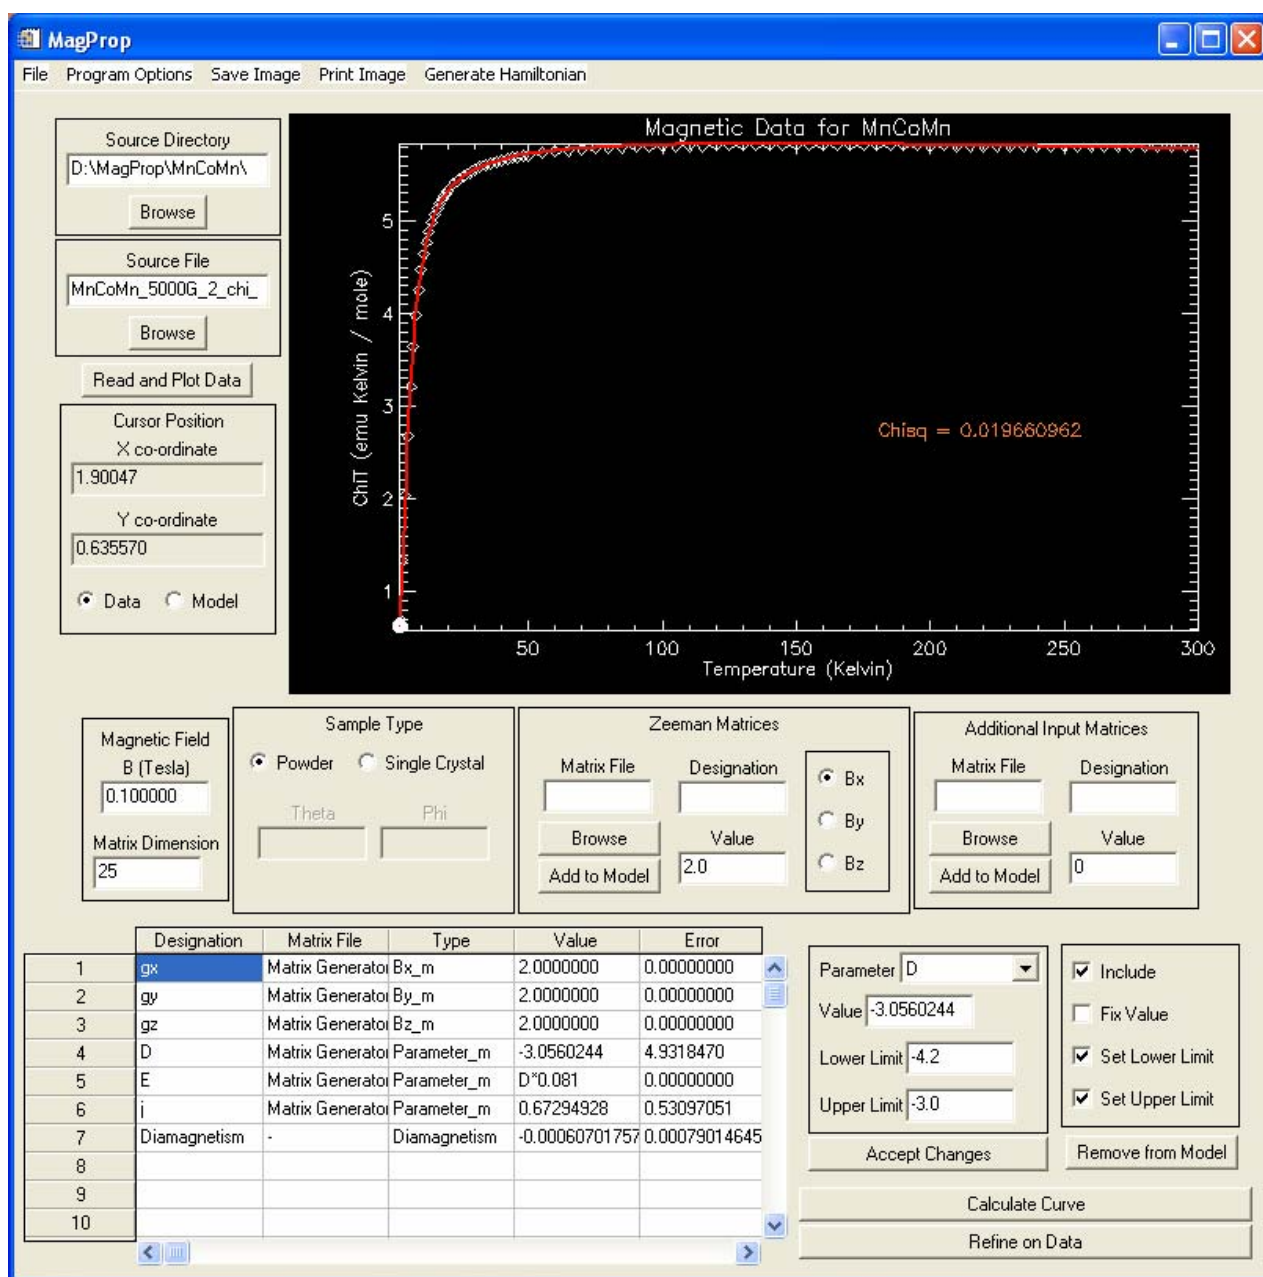 MagProp
File Program Options Save Image Print Image Generate Hamiltonian
Source Directory
D:\MagProp\MnCoMn\
Browse
Source File
MnCoMn_5000G_2_chi_
Browse
Read and Plot Data
Cursor Position
X co-ordinate
1.90047
Y co-ordinate
0.635570
Data Model
Magnetic Data for MnCoMn
5
4
3
2
1
ChiT (emu Kelvin / mole)
Chisq = 0.019660962
50 100 150 200 250 300
Temperature (Kelvin)
Magnetic Field
B (Tesla)
0.100000
Matrix Dimension
25
Sample Type
Powder Single Crystal
Theta Phi
Zeeman Matrices
Matrix File Designation
Browse Value
Add to Model 2.0
Bx
By
Bz
Additional Input Matrices
Matrix File Designation
Browse Value
Add to Model 0
Designation Matrix File Type Value Error
1 gx Matrix Generator Bx_m 2.0000000 0.00000000
2 gy Matrix Generator By_m 2.0000000 0.00000000
3 gz Matrix Generator Bz_m 2.0000000 0.00000000
4 D Matrix Generator Parameter_m -3.0560244 4.9318470
5 E Matrix Generator Parameter_m D*0.081 0.00000000
6 j Matrix Generator Parameter_m 0.67294928 0.53097051
7 Diamagnetism - Diamagnetism -0.00060701757 0.00079014645
8
9
10
Parameter D
Value -3.0560244
Lower Limit -4.2
Upper Limit -3.0
Accept Changes
Include
Fix Value
Set Lower Limit
Set Upper Limit
Remove from Model
Calculate Curve
Refine on Data